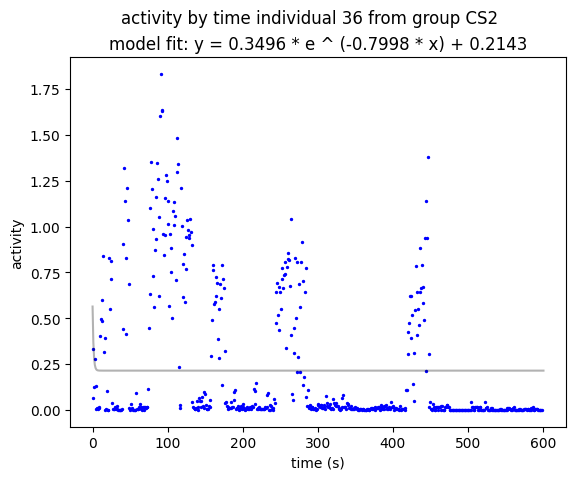 activity by time individual 36 from group CS2
model fit: y = 0.3496 * e ^ (-0.7998 * x) + 0.2143
1.75
1.50
1.25
1.00
0.75
0.50
0.25
0.00
activity
0 100 200 300 400 500 600
time (s)